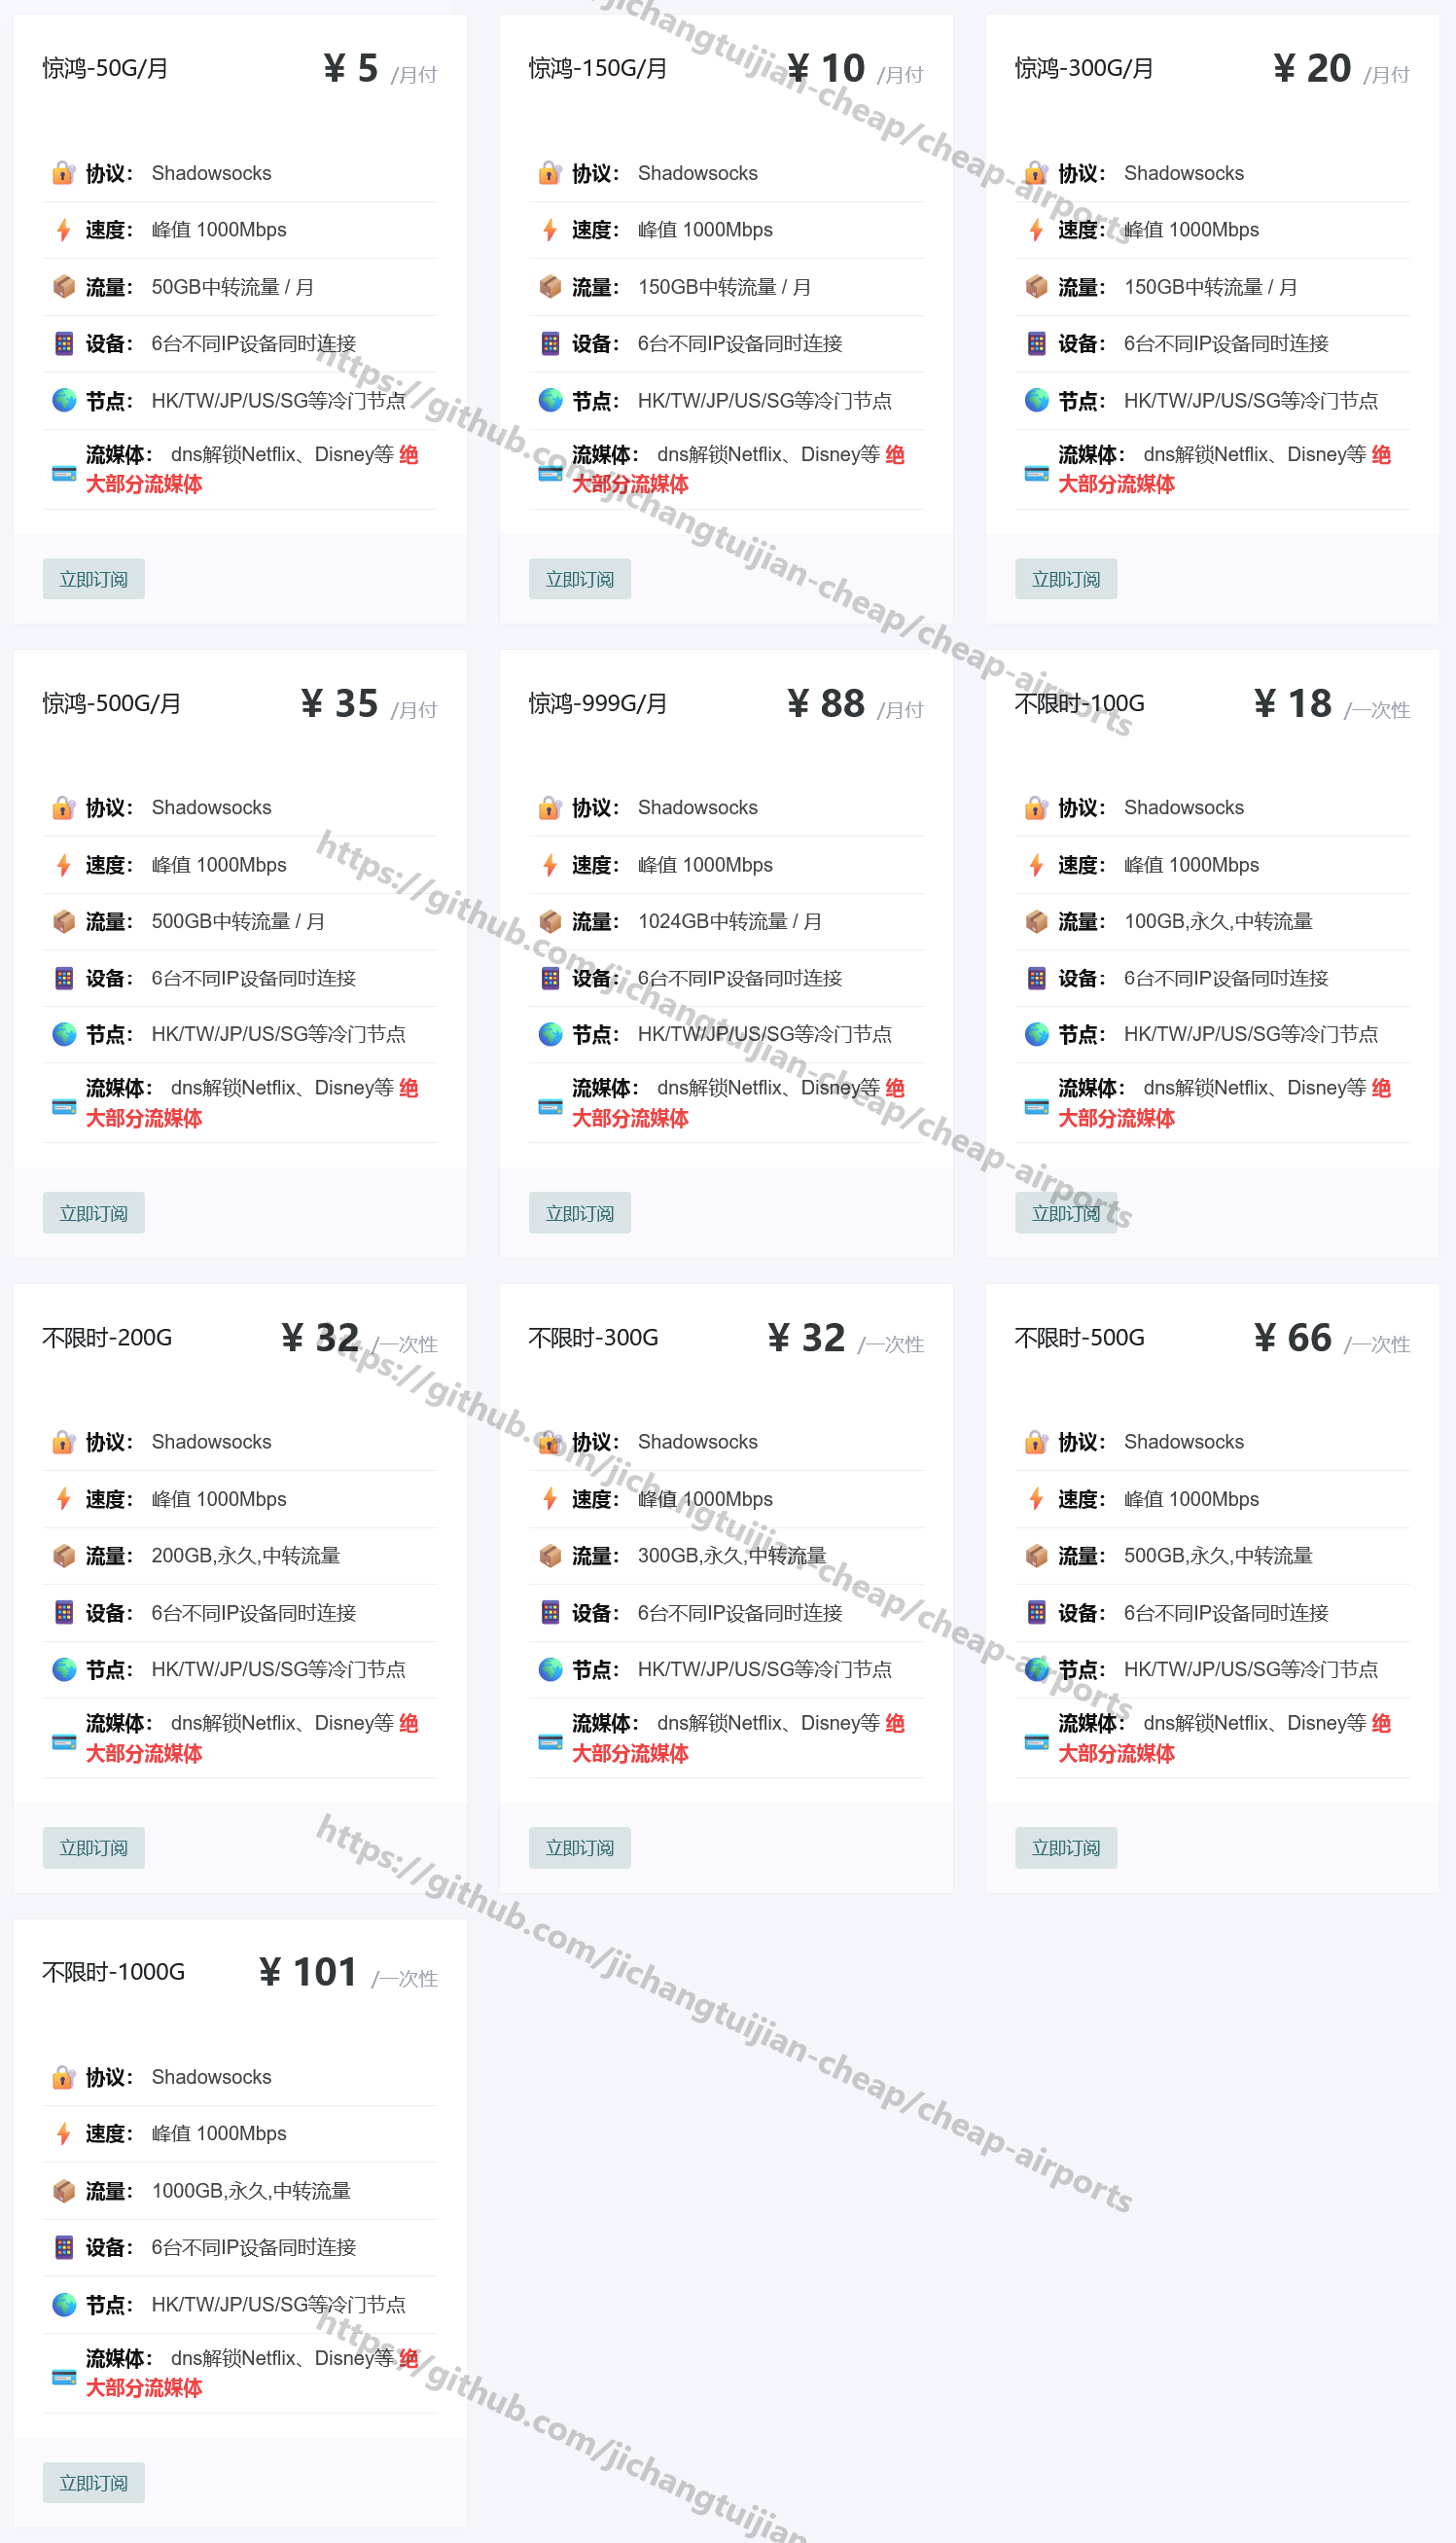 惊鸿-50G/月
¥ 5 /月付
协议： Shadowsocks
速度： 峰值 1000Mbps
流量： 50GB中转流量 / 月
设备： 6台不同IP设备同时连接
节点： HK/TW/JP/US/SG等冷门节点
流媒体： dns解锁Netflix、Disney等 绝
大部分流媒体
立即订阅
惊鸿-150G/月
¥ 10 /月付
协议： Shadowsocks
速度： 峰值 1000Mbps
流量： 150GB中转流量 / 月
设备： 6台不同IP设备同时连接
节点： HK/TW/JP/US/SG等冷门节点
流媒体： dns解锁Netflix、Disney等 绝
大部分流媒体
立即订阅
惊鸿-300G/月
¥ 20 /月付
协议： Shadowsocks
速度： 峰值 1000Mbps
流量： 150GB中转流量 / 月
设备： 6台不同IP设备同时连接
节点： HK/TW/JP/US/SG等冷门节点
流媒体： dns解锁Netflix、Disney等 绝
大部分流媒体
立即订阅
惊鸿-500G/月
¥ 35 /月付
协议： Shadowsocks
速度： 峰值 1000Mbps
流量： 500GB中转流量 / 月
设备： 6台不同IP设备同时连接
节点： HK/TW/JP/US/SG等冷门节点
流媒体： dns解锁Netflix、Disney等 绝
大部分流媒体
立即订阅
惊鸿-999G/月
¥ 88 /月付
协议： Shadowsocks
速度： 峰值 1000Mbps
流量： 1024GB中转流量 / 月
设备： 6台不同IP设备同时连接
节点： HK/TW/JP/US/SG等冷门节点
流媒体： dns解锁Netflix、Disney等 绝
大部分流媒体
立即订阅
不限时-100G
¥ 18 /一次性
协议： Shadowsocks
速度： 峰值 1000Mbps
流量： 100GB,永久,中转流量
设备： 6台不同IP设备同时连接
节点： HK/TW/JP/US/SG等冷门节点
流媒体： dns解锁Netflix、Disney等 绝
大部分流媒体
立即订阅
不限时-200G
¥ 32 /一次性
协议： Shadowsocks
速度： 峰值 1000Mbps
流量： 200GB,永久,中转流量
设备： 6台不同IP设备同时连接
节点： HK/TW/JP/US/SG等冷门节点
流媒体： dns解锁Netflix、Disney等 绝
大部分流媒体
立即订阅
不限时-300G
¥ 32 /一次性
协议： Shadowsocks
速度： 峰值 1000Mbps
流量： 300GB,永久,中转流量
设备： 6台不同IP设备同时连接
节点： HK/TW/JP/US/SG等冷门节点
流媒体： dns解锁Netflix、Disney等 绝
大部分流媒体
立即订阅
不限时-500G
¥ 66 /一次性
协议： Shadowsocks
速度： 峰值 1000Mbps
流量： 500GB,永久,中转流量
设备： 6台不同IP设备同时连接
节点： HK/TW/JP/US/SG等冷门节点
流媒体： dns解锁Netflix、Disney等 绝
大部分流媒体
立即订阅
不限时-1000G
¥ 101 /一次性
协议： Shadowsocks
速度： 峰值 1000Mbps
流量： 1000GB,永久,中转流量
设备： 6台不同IP设备同时连接
节点： HK/TW/JP/US/SG等冷门节点
流媒体： dns解锁Netflix、Disney等 绝
大部分流媒体
立即订阅
jichangtuijian-cheap/cheap-airports
https://github.com/jichangtuijian-cheap/cheap-airports
https://github.com/jichangtuijian-cheap/cheap-airports
https://github.com/jichangtuijian-cheap/cheap-airports
https://github.com/jichangtuijian-cheap/cheap-airports
https://github.com/jichangtuijian-cheap